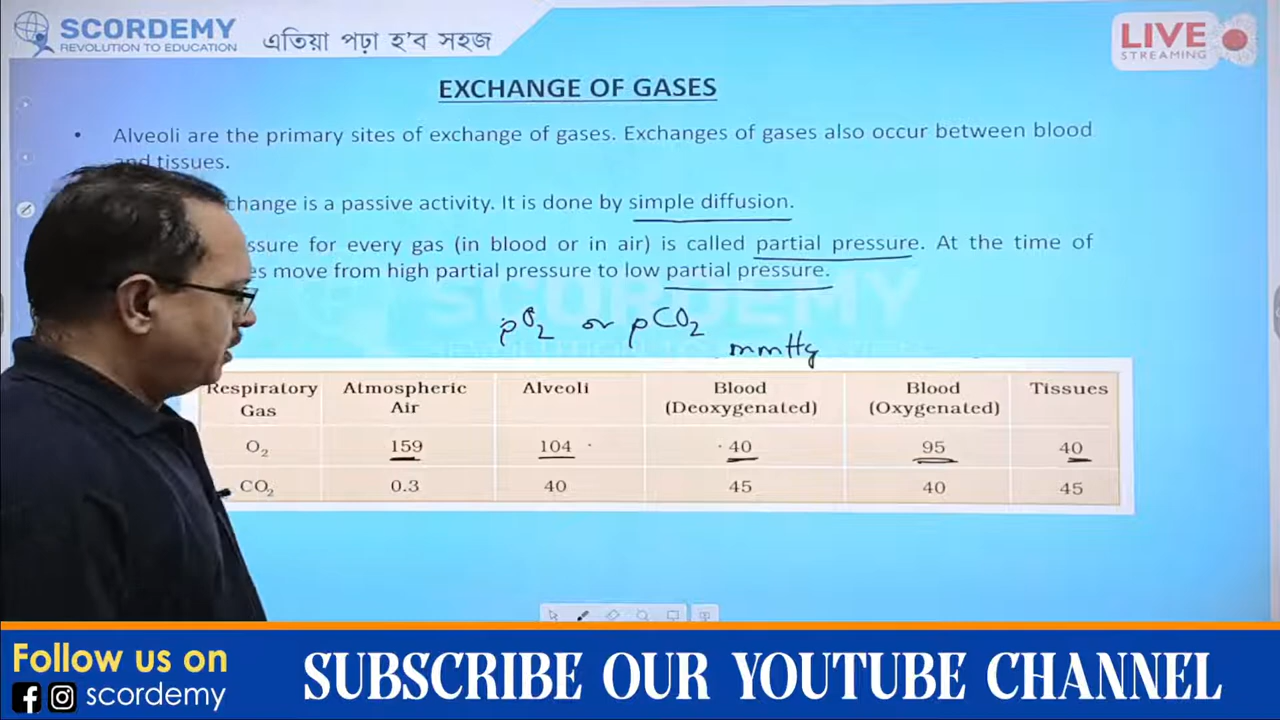 SCORDEMY
REVOLUTION TO EDUCATION
এতিয়া পঢ়া হ'ব সহজ
LIVE
STREAMING
EXCHANGE OF GASES
• Alveoli are the primary sites of exchange of gases. Exchanges of gases also occur between blood
and tissues.
change is a passive activity. It is done by simple diffusion.
ssure for every gas (in blood or in air) is called partial pressure. At the time of
es move from high partial pressure to low partial pressure.
pO₂ or pCO₂
mmHg
Respiratory Gas Atmospheric Air Alveoli Blood (Deoxygenated) Blood (Oxygenated) Tissues
O₂ 159 104 40 95 40
CO₂ 0.3 40 45 40 45
Follow us on
scordemy
SUBSCRIBE OUR YOUTUBE CHANNEL